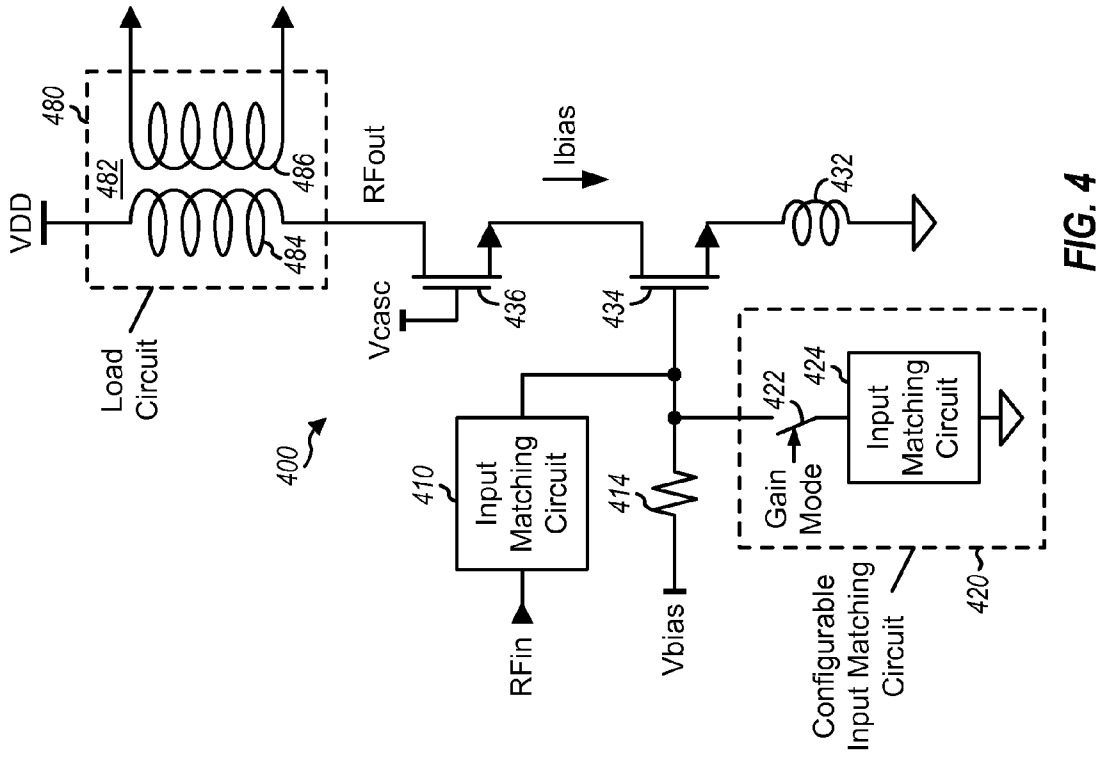 VDD
480
482
484
486
Load
Circuit
RFout
Vcasc
436
Ibias
400
410
Input
Matching
Circuit
RFin
434
414
Vbias
432
422
424
Gain
Mode
Input
Matching
Circuit
Configurable
Input Matching
Circuit
420
FIG. 4